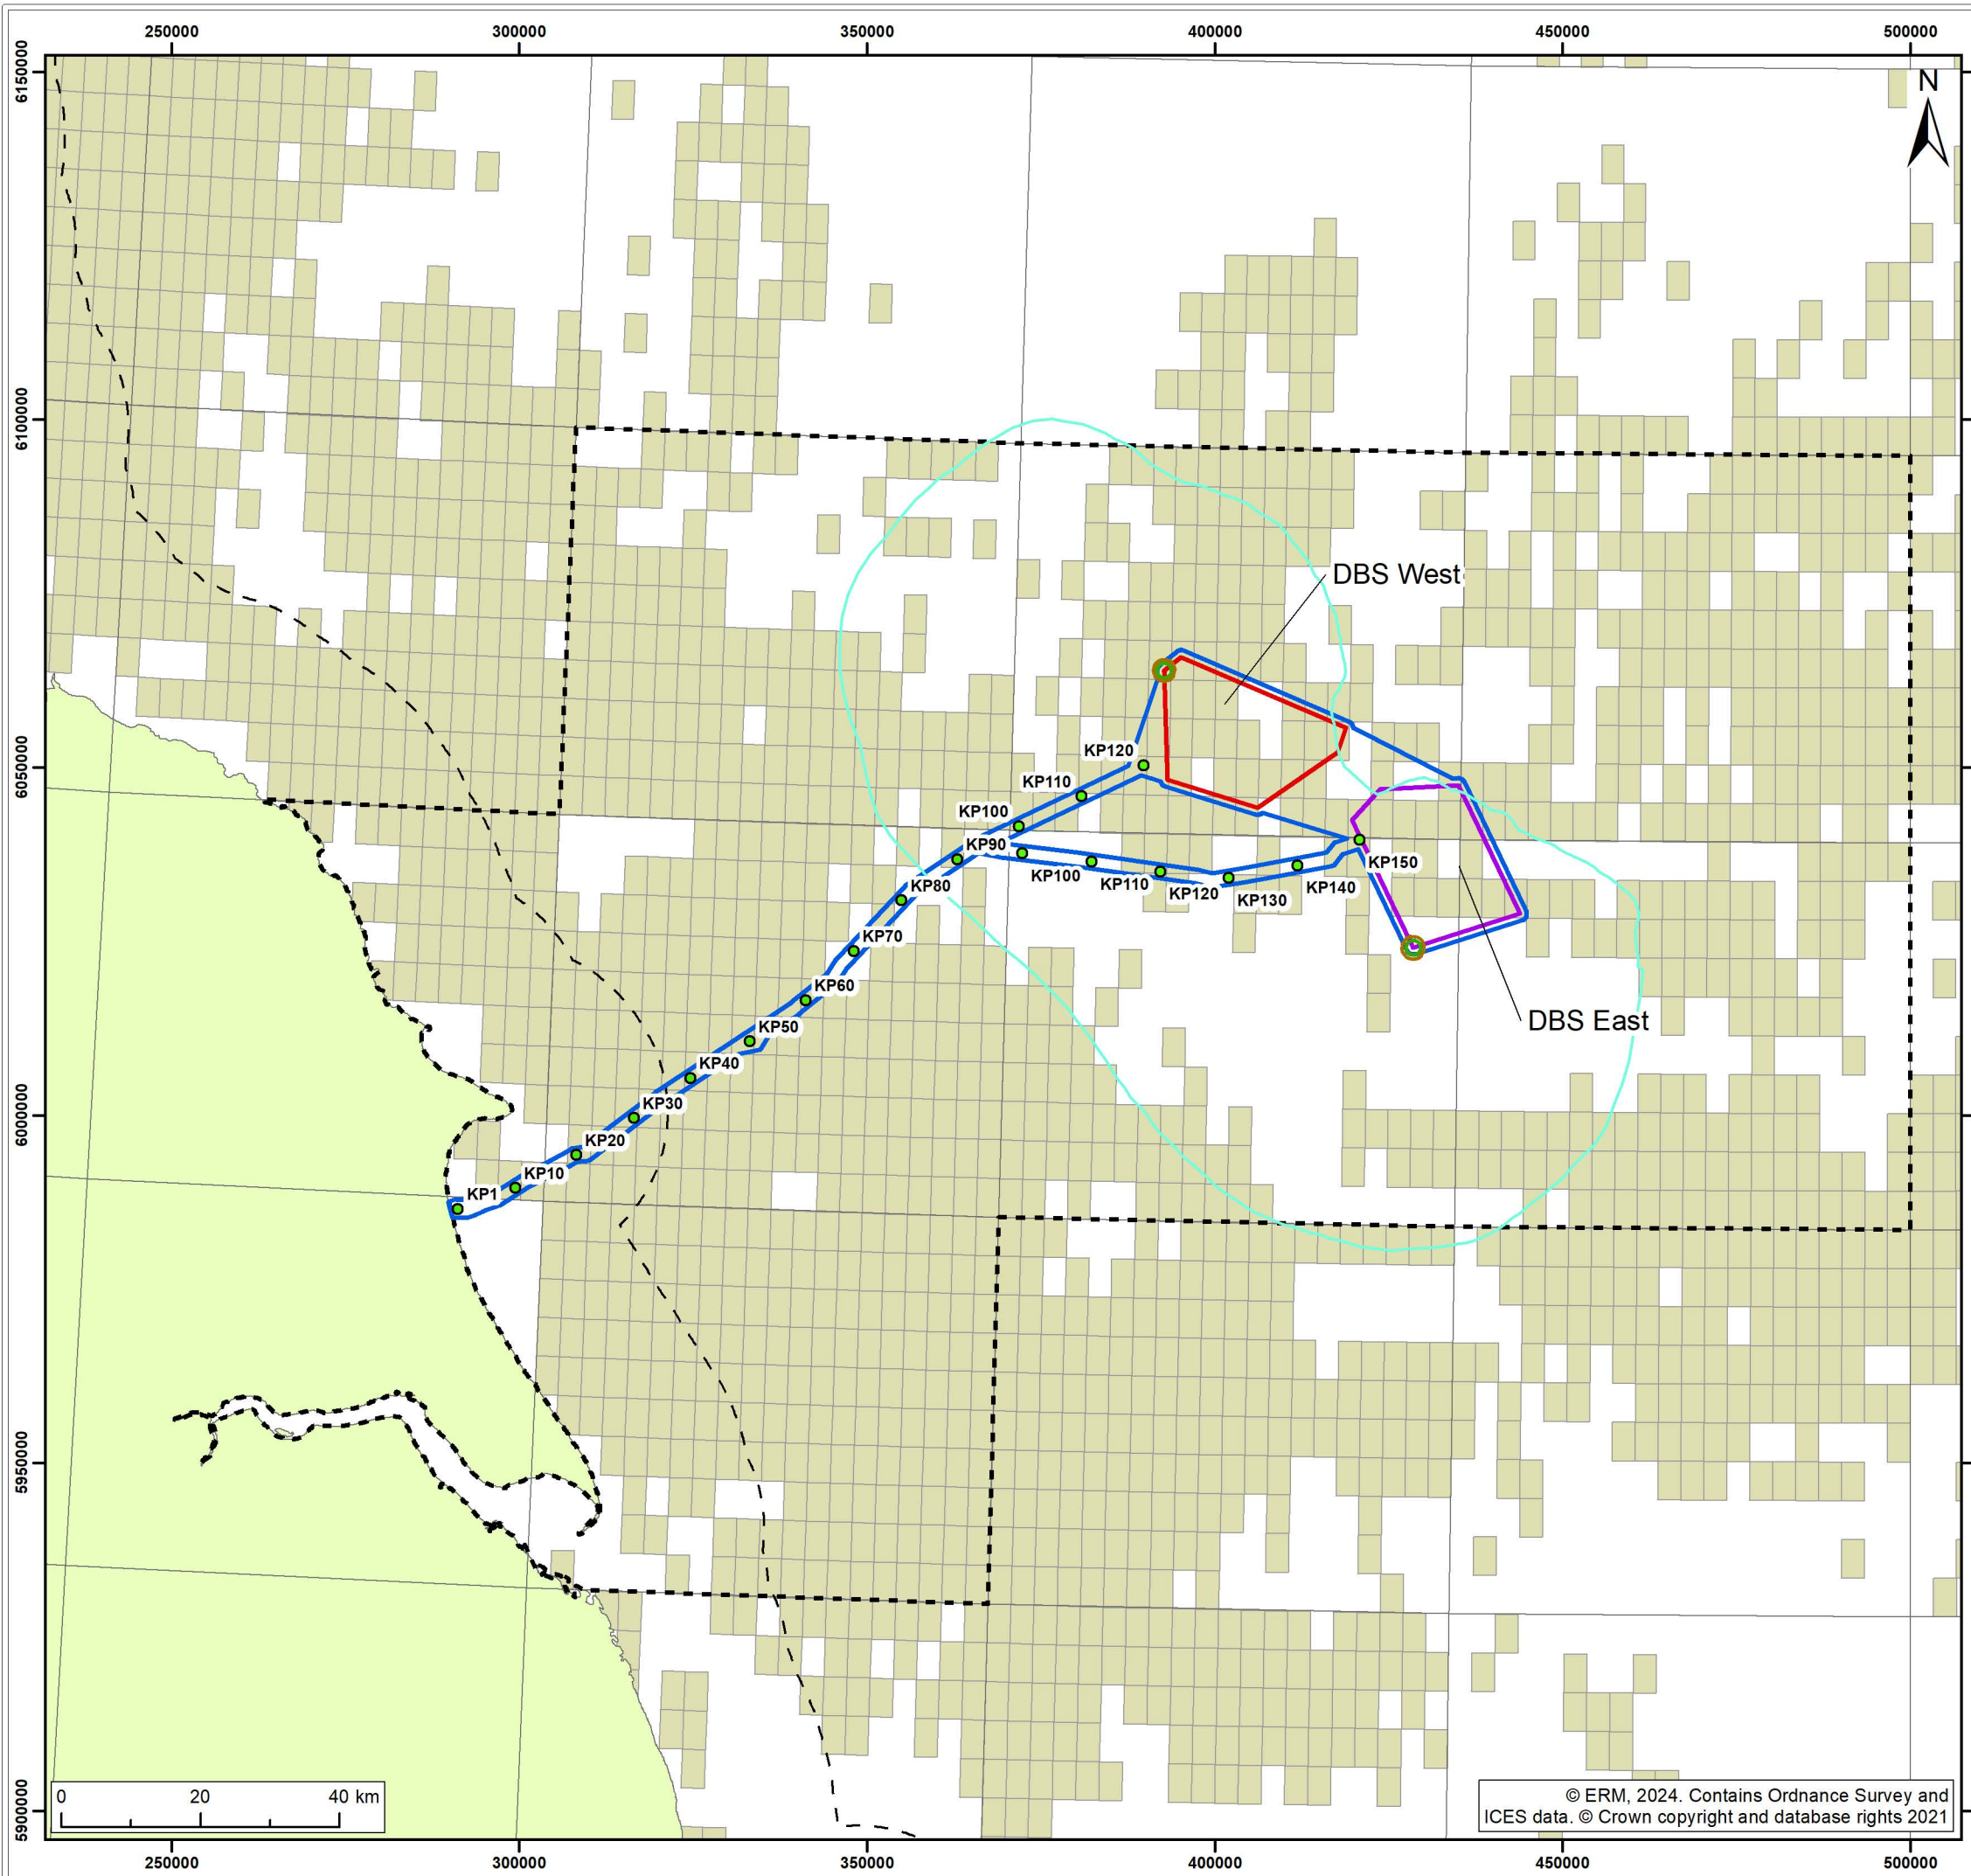 250000 300000 350000 400000 450000 500000
6150000
6100000
6050000
6000000
5950000
5900000
N
DBS West
KP120
KP110
KP100
KP90
KP100
KP110
KP120
KP130
KP140
KP150
KP80
KP70
KP60
KP50
KP40
KP30
KP20
KP10
KP1
DBS East
0 20 40 km
© ERM, 2024. Contains Ordnance Survey and
ICES data. © Crown copyright and database rights 2021
250000 300000 350000 400000 450000 500000